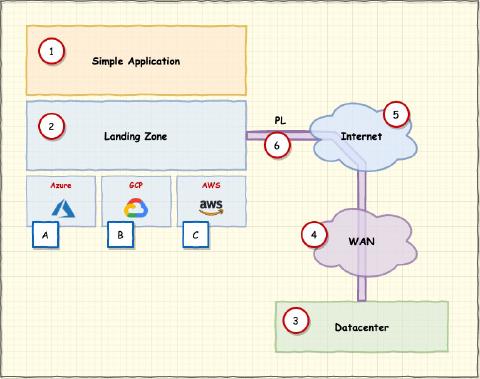 1
Simple Application
2
Landing Zone
PL
6
5
Internet
Azure
GCP
AWS
aws
A
B
C
4
WAN
3
Datacenter